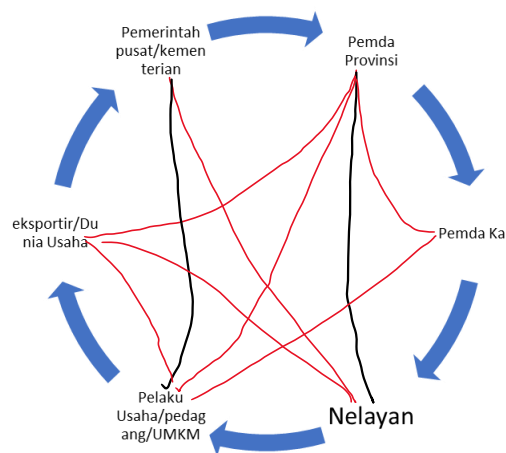 Pemerintah
pusat/kemen
terian
Pemda
Provinsi
eksportir/Du
nia Usaha
Pemda Ka
Pelaku
Usaha/pedag
ang/UMKM
Nelayan